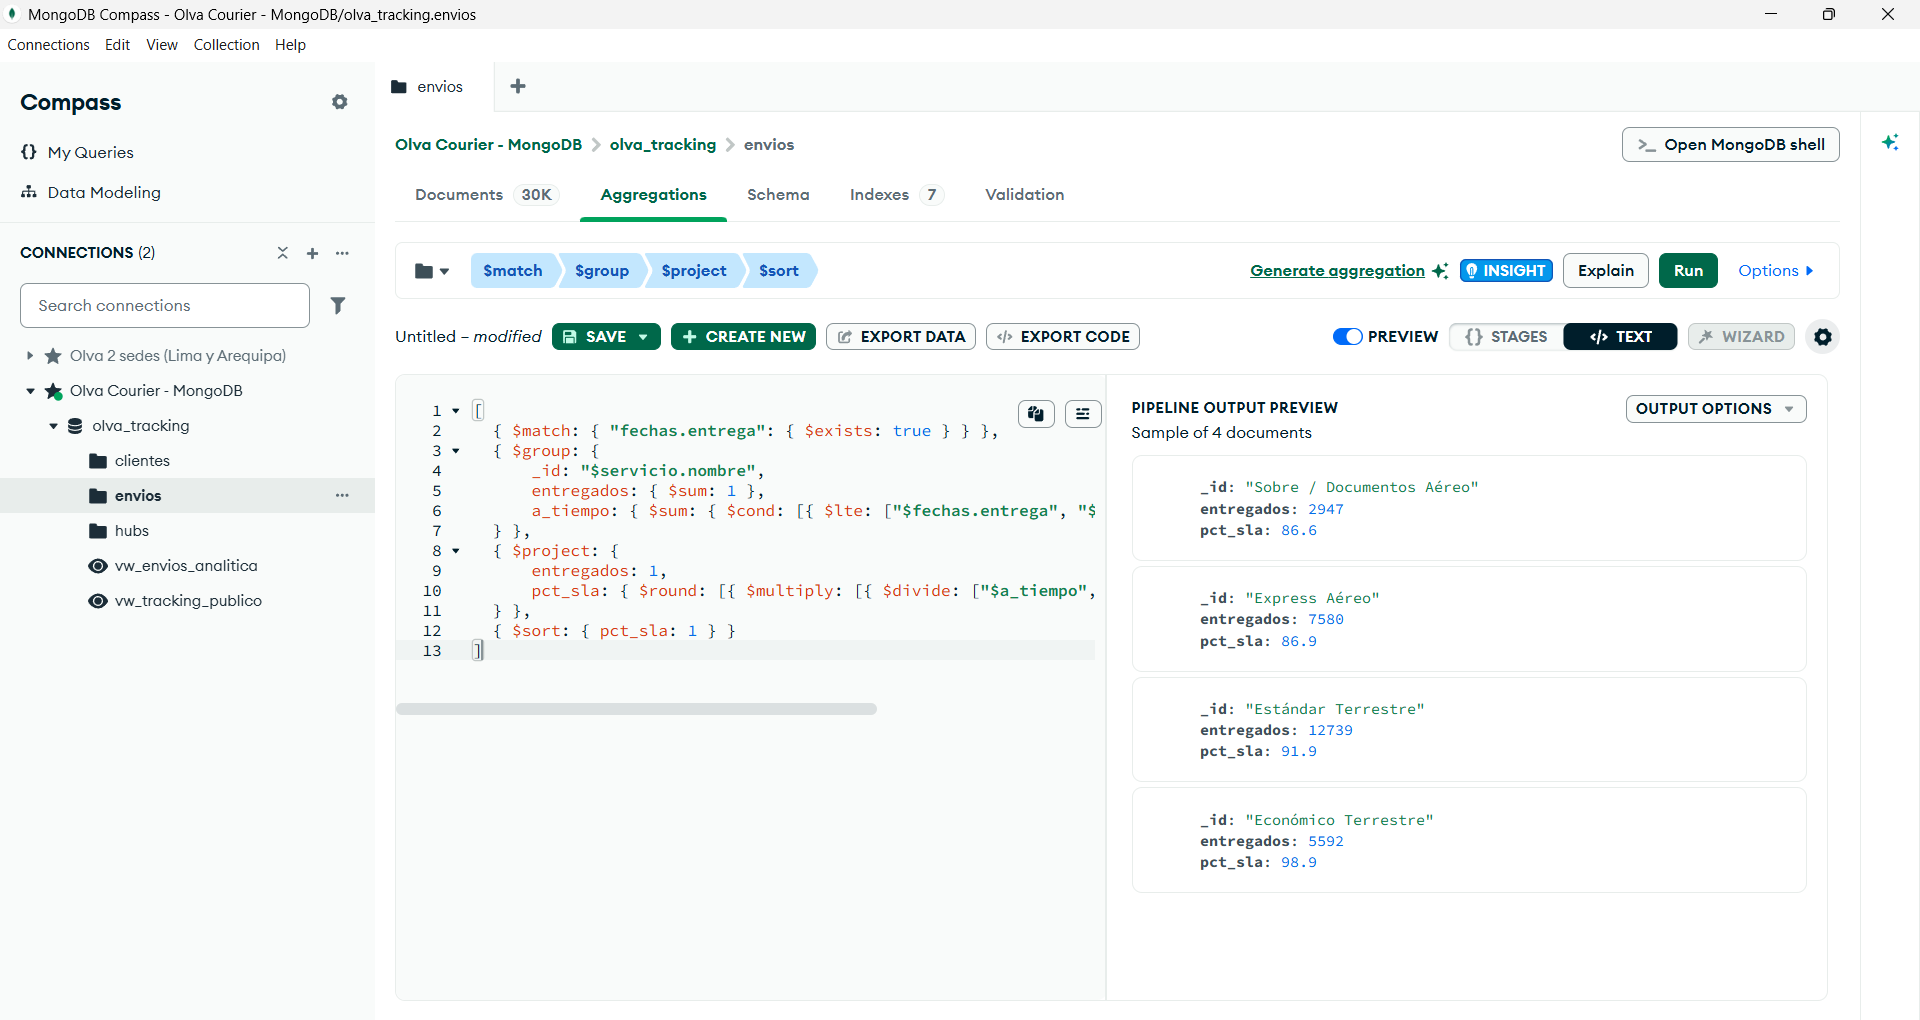 MongoDB Compass - Olva Courier - MongoDB/olva_tracking.envios
Connections Edit View Collection Help
Compass
My Queries
Data Modeling
CONNECTIONS (2)
Search connections
Olva 2 sedes (Lima y Arequipa)
Olva Courier - MongoDB
olva_tracking
clientes
envios
hubs
vw_envios_analitica
vw_tracking_publico
envios
Olva Courier - MongoDB > olva_tracking > envios
Open MongoDB shell
Documents 30K Aggregations Schema Indexes 7 Validation
$match $group $project $sort
Generate aggregation INSIGHT Explain Run Options
Untitled – modified SAVE CREATE NEW EXPORT DATA EXPORT CODE
PREVIEW STAGES TEXT WIZARD
1 [
2 { $match: { "fechas.entrega": { $exists: true } } },
3 { $group: {
4 _id: "$servicio.nombre",
5 entregados: { $sum: 1 },
6 a_tiempo: { $sum: { $cond: [{ $lte: ["$fechas.entrega", "$
7 } },
8 { $project: {
9 entregados: 1,
10 pct_sla: { $round: [{ $multiply: [{ $divide: ["$a_tiempo",
11 } },
12 { $sort: { pct_sla: 1 } }
13 ]
PIPELINE OUTPUT PREVIEW
Sample of 4 documents
OUTPUT OPTIONS
_id: "Sobre / Documentos Aéreo"
entregados: 2947
pct_sla: 86.6
_id: "Express Aéreo"
entregados: 7580
pct_sla: 86.9
_id: "Estándar Terrestre"
entregados: 12739
pct_sla: 91.9
_id: "Económico Terrestre"
entregados: 5592
pct_sla: 98.9